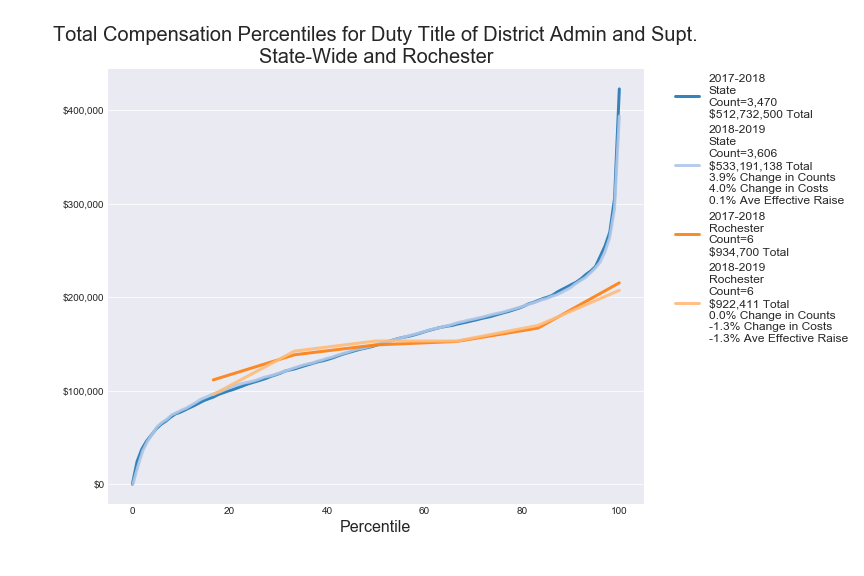 Total Compensation Percentiles for Duty Title of District Admin and Supt.
State-Wide and Rochester
$400,000
$300,000
$200,000
$100,000
$0
0
20
40
60
80
100
Percentile
2017-2018
State
Count=3,470
$512,732,500 Total
2018-2019
State
Count=3,606
$533,191,138 Total
3.9% Change in Counts
4.0% Change in Costs
0.1% Ave Effective Raise
2017-2018
Rochester
Count=6
$934,700 Total
2018-2019
Rochester
Count=6
$922,411 Total
0.0% Change in Counts
-1.3% Change in Costs
-1.3% Ave Effective Raise